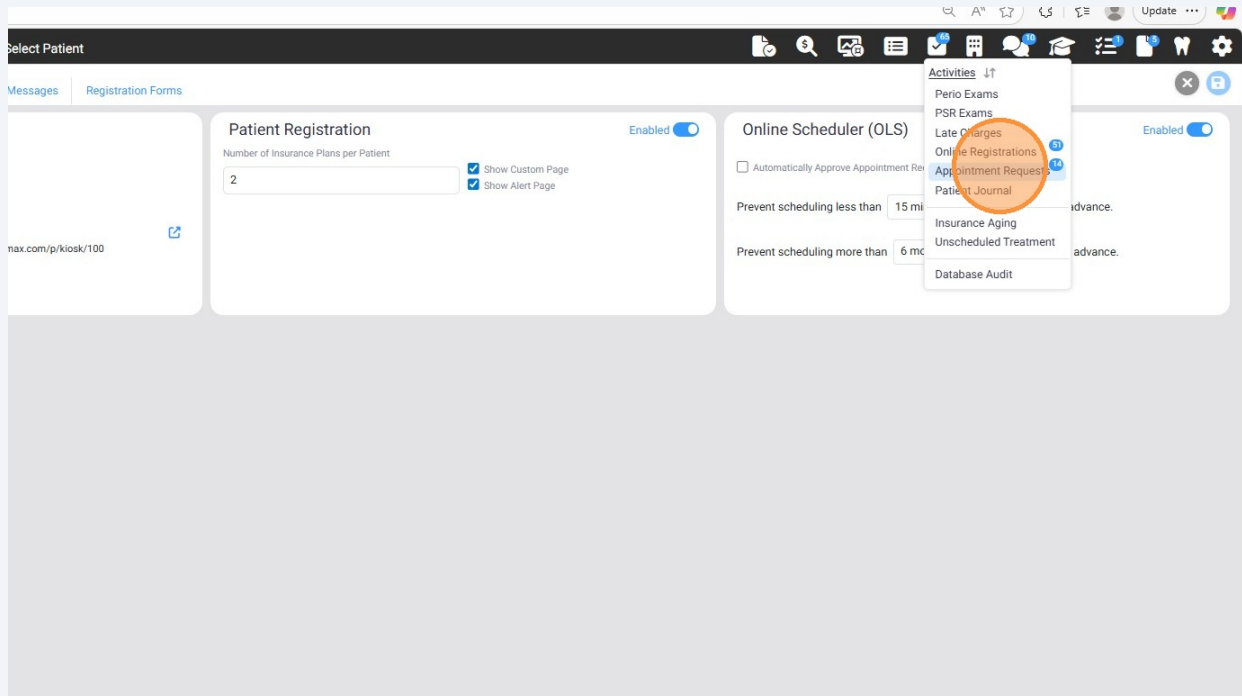 Update
Select Patient
65
10
1
5
Messages
Registration Forms
Activities
Perio Exams
PSR Exams
Late Charges
Online Registrations 51
Appointment Requests 14
Patient Journal
Insurance Aging
Unscheduled Treatment
Database Audit
max.com/p/kiosk/100
Patient Registration
Enabled
Number of Insurance Plans per Patient
2
Show Custom Page
Show Alert Page
Online Scheduler (OLS)
Enabled
Automatically Approve Appointment
Prevent scheduling less than 15 advance.
Prevent scheduling more than 6 advance.